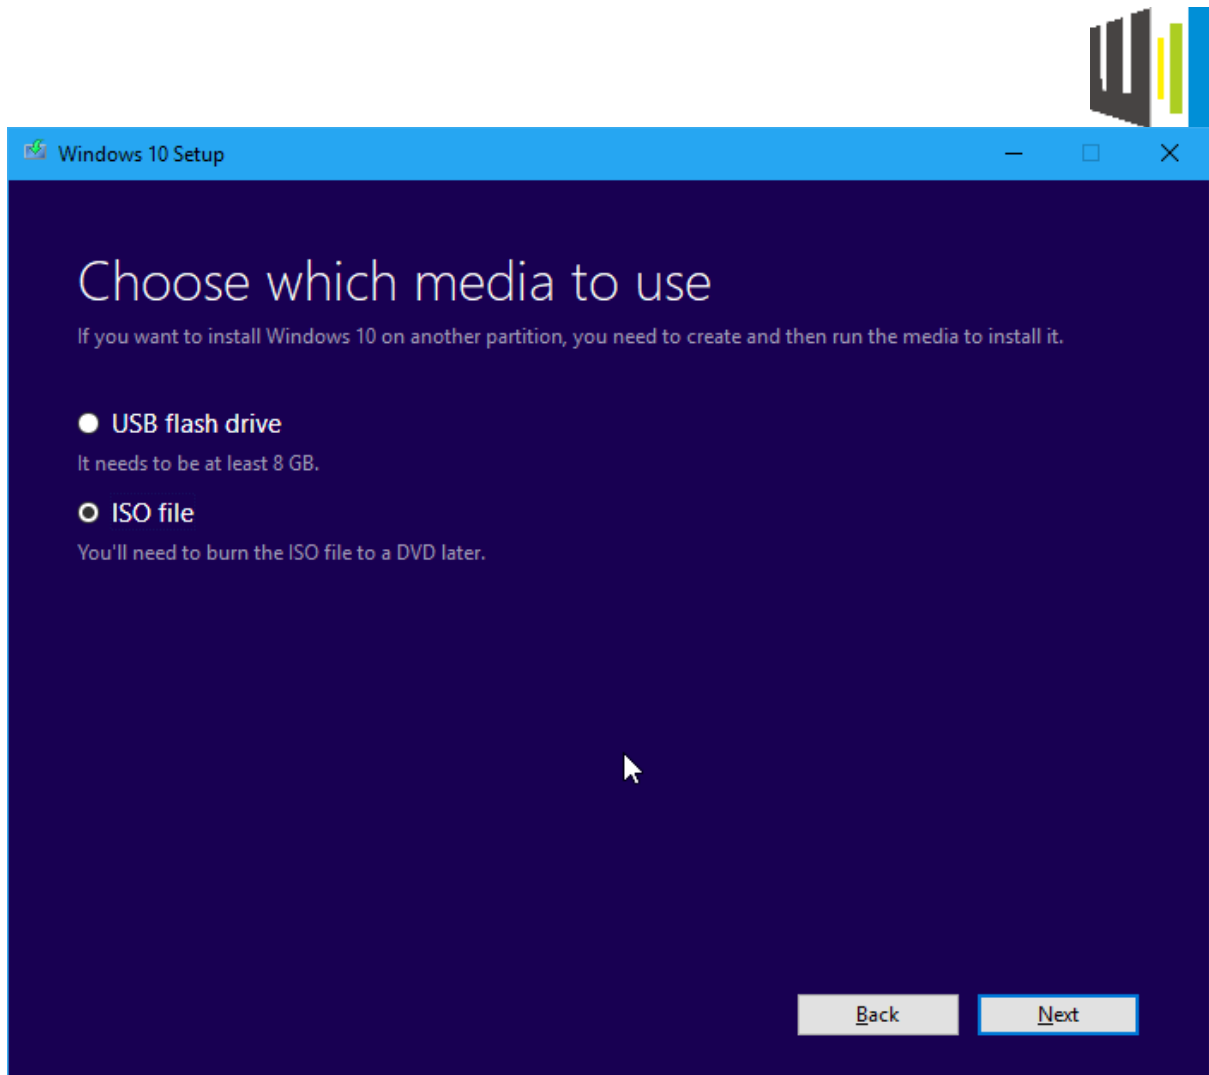 Windows 10 Setup
Choose which media to use
If you want to install Windows 10 on another partition, you need to create and then run the media to install it.
USB flash drive
It needs to be at least 8 GB.
ISO file
You'll need to burn the ISO file to a DVD later.
Back
Next